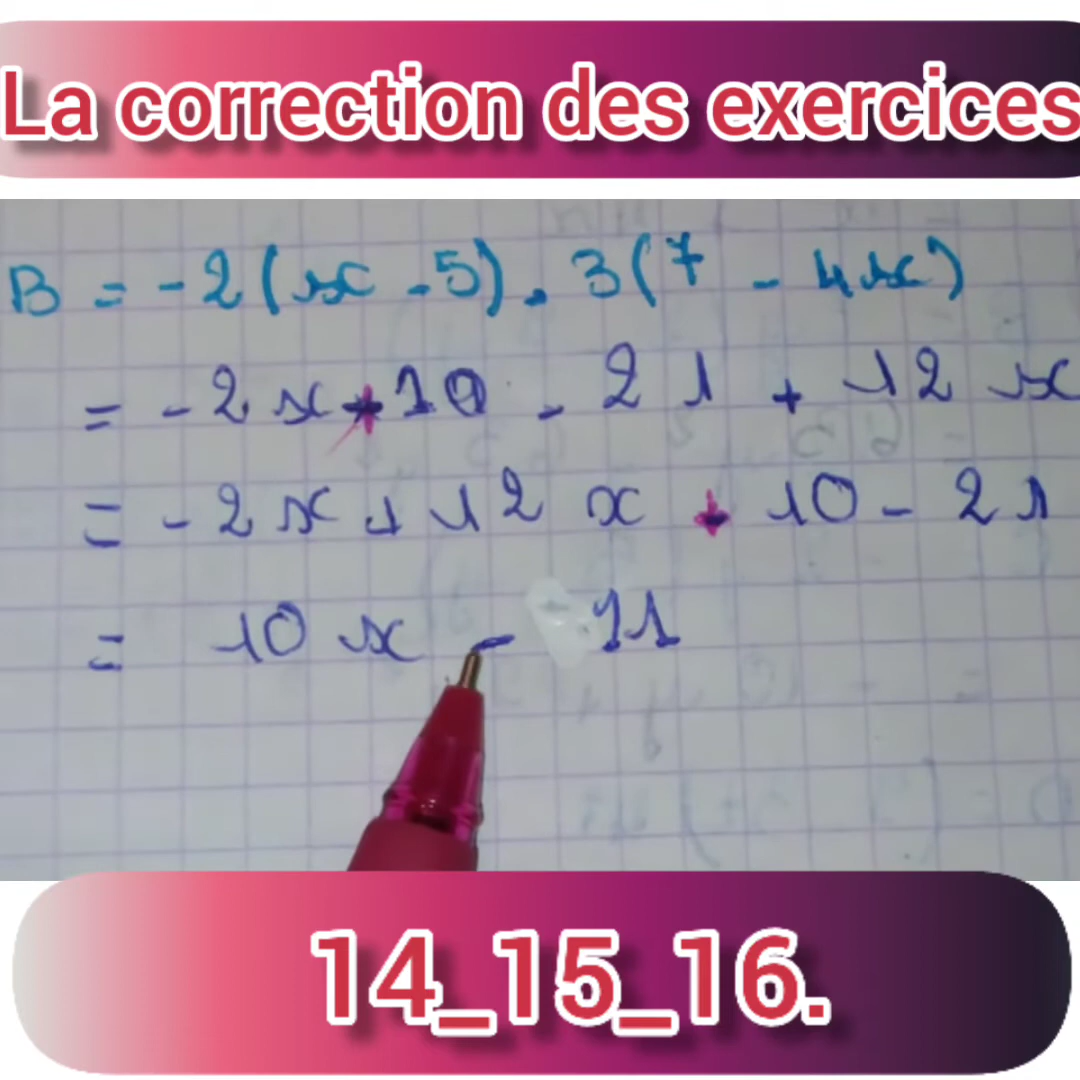 La correction des exercices
B = -2(x - 5) - 3(7 - 4x)
= -2x + 10 - 21 + 12x
= -2x + 12x + 10 - 21
= 10x - 11
14_15_16.